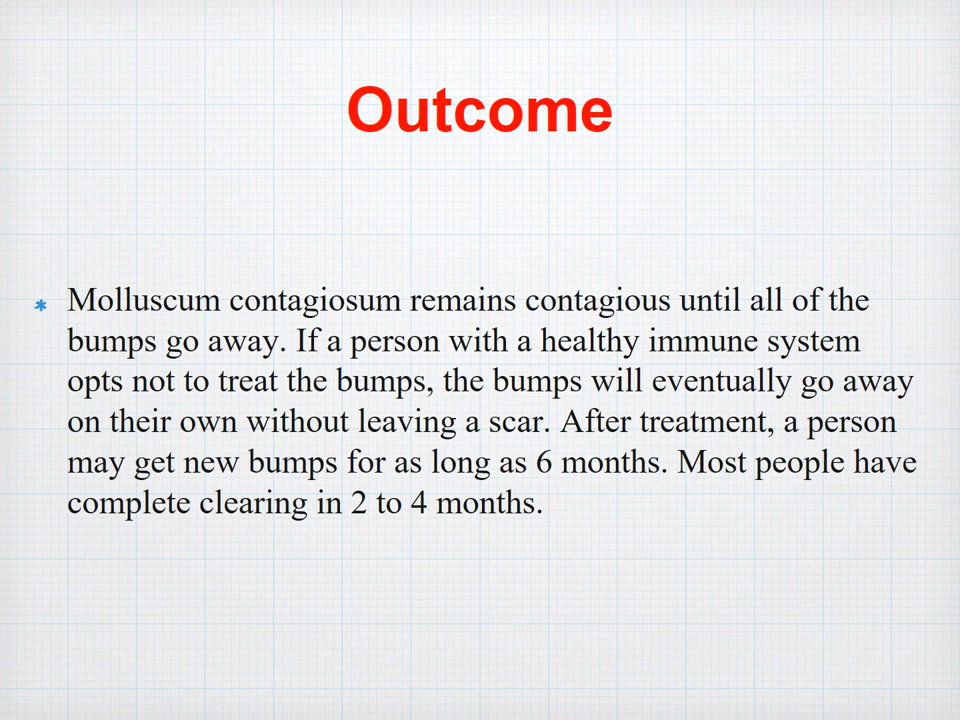 Outcome
Molluscum contagiosum remains contagious until all of the
bumps go away. If a person with a healthy immune system
opts not to treat the bumps, the bumps will eventually go away
on their own without leaving a scar. After treatment, a person
may get new bumps for as long as 6 months. Most people have
complete clearing in 2 to 4 months.